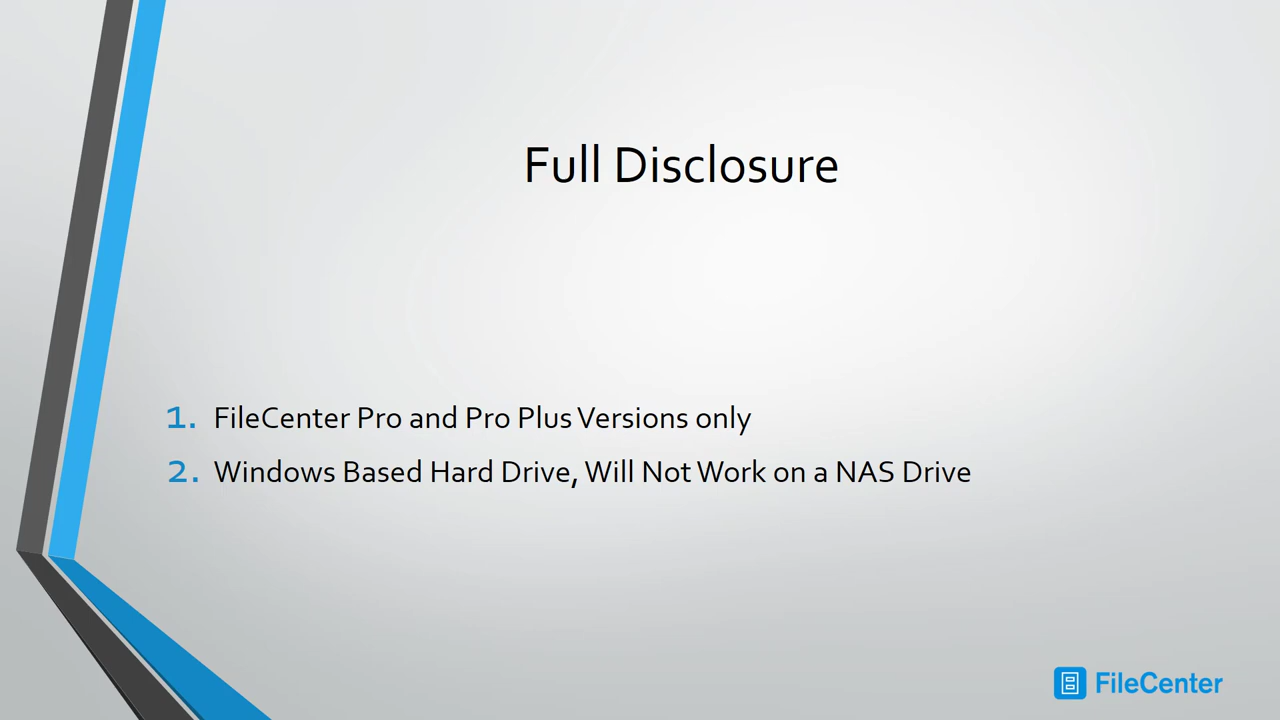 Full Disclosure
1. FileCenter Pro and Pro Plus Versions only
2. Windows Based Hard Drive, Will Not Work on a NAS Drive
FileCenter